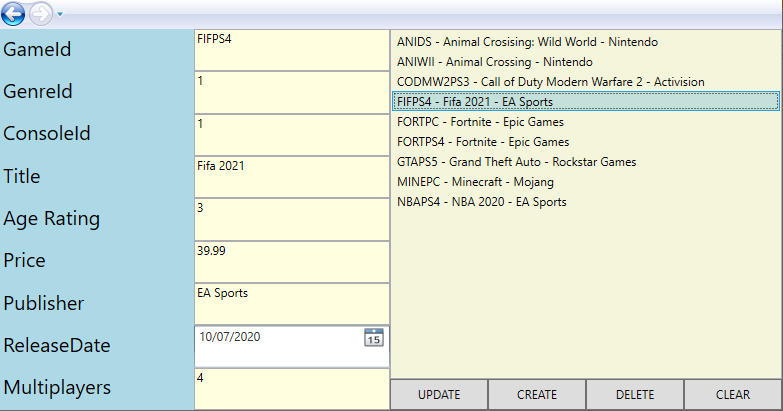 GameId
FIFPS4
GenreId
1
ConsoleId
1
Title
Fifa 2021
Age Rating
3
Price
39.99
Publisher
EA Sports
ReleaseDate
10/07/2020
15
Multiplayers
4
ANIDS - Animal Crosising: Wild World - Nintendo
ANIWII - Animal Crossing - Nintendo
CODMW2PS3 - Call of Duty Modern Warfare 2 - Activision
FIFPS4 - Fifa 2021 - EA Sports
FORTPC - Fortnite - Epic Games
FORTPS4 - Fortnite - Epic Games
GTAPS5 - Grand Theft Auto - Rockstar Games
MINEPC - Minecraft - Mojang
NBAPS4 - NBA 2020 - EA Sports
UPDATE
CREATE
DELETE
CLEAR